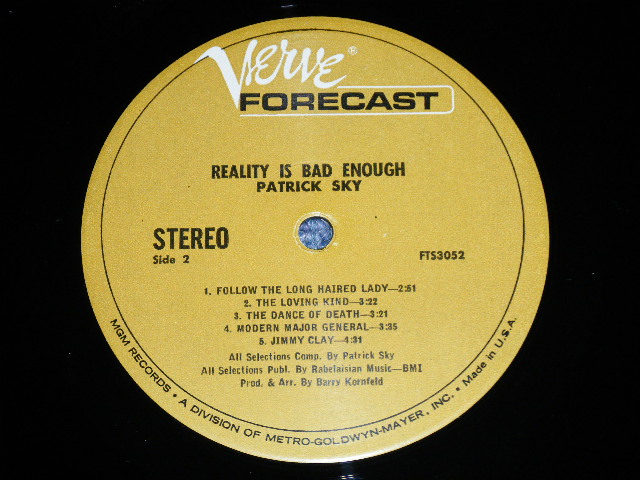 Verve®
FORECAST
REALITY IS BAD ENOUGH
PATRICK SKY
STEREO
Side 2
FTS3052
1. FOLLOW THE LONG HAIRED LADY—2:51
2. THE LOVING KIND—3:22
3. THE DANCE OF DEATH—3:21
4. MODERN MAJOR GENERAL—3:35
5. JIMMY CLAY—4:31
All Selections Comp. By Patrick Sky
All Selections Publ. By Rabelaisian Music—BMI
Prod. & Arr. By Barry Kornfeld
MGM RECORDS • A DIVISION OF METRO-GOLDWYN-MAYER, INC. • Made in U.S.A.